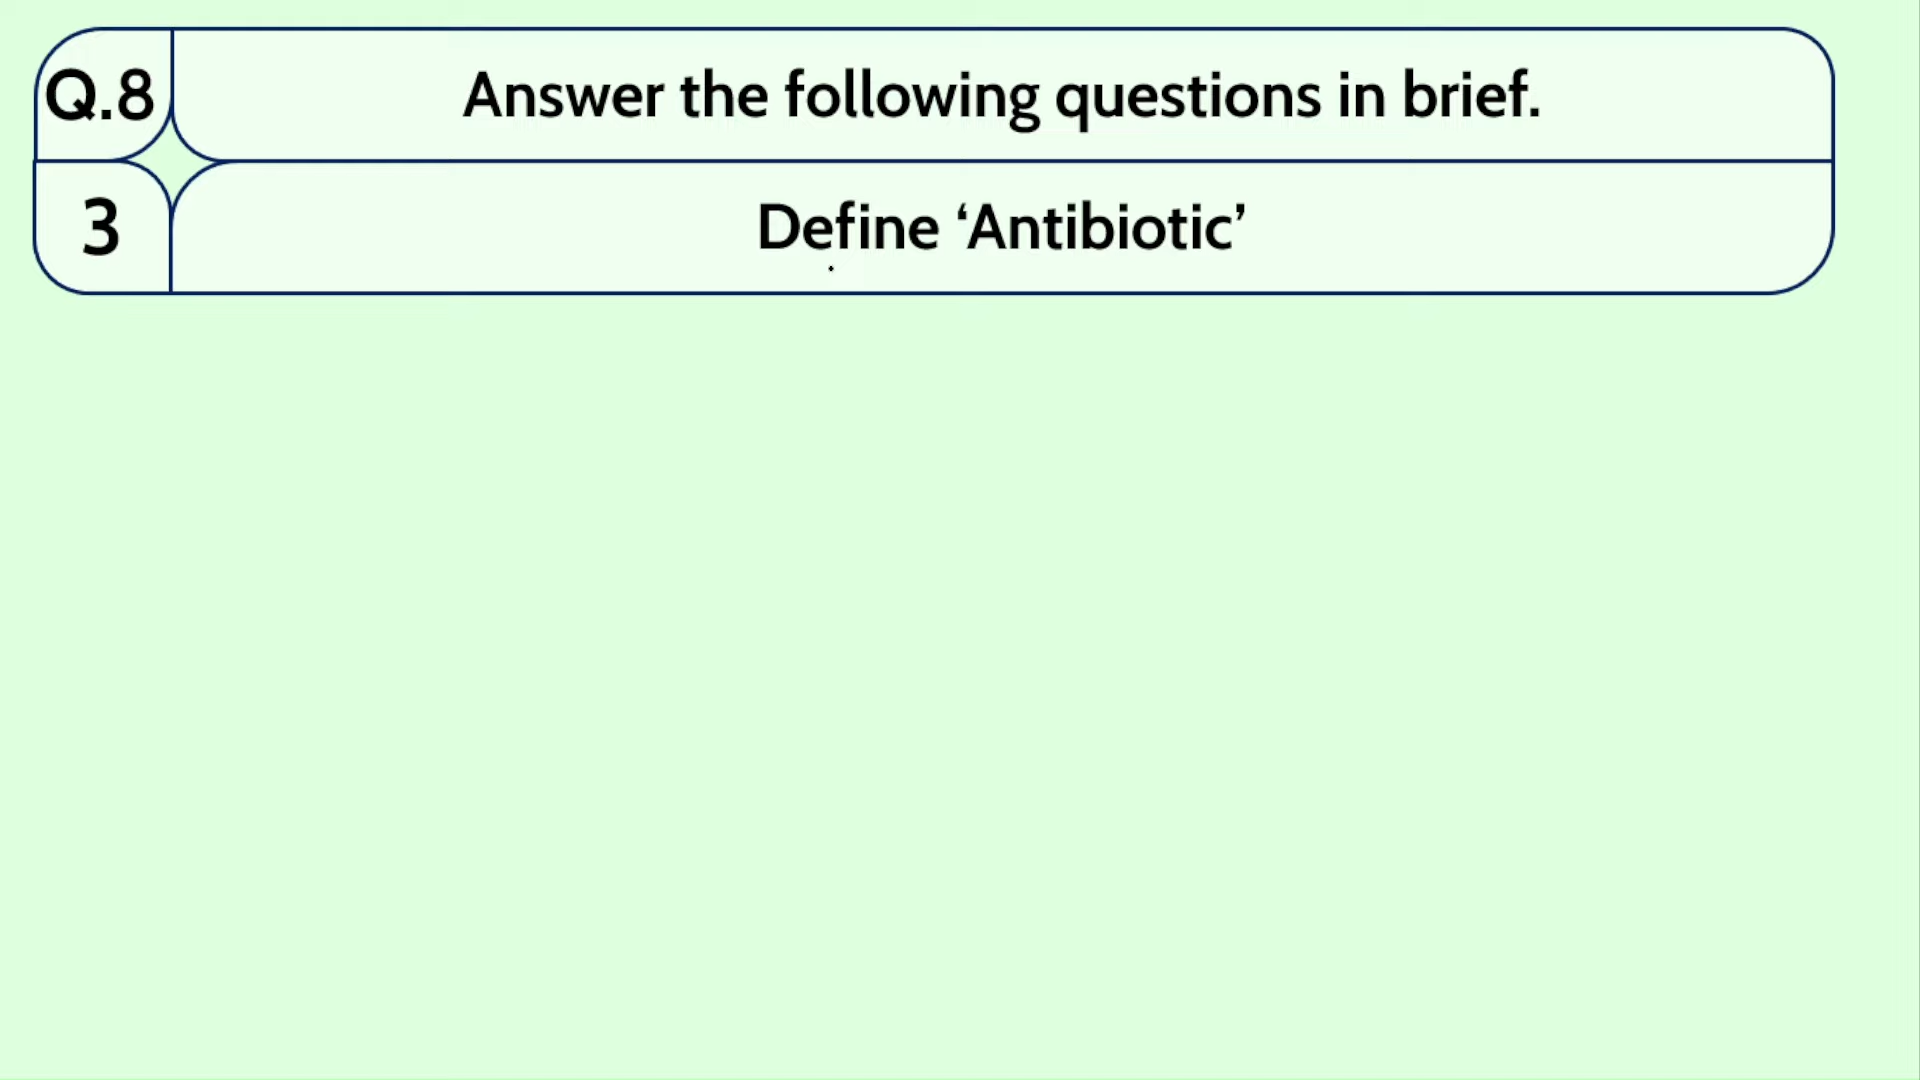 Q.8 Answer the following questions in brief.
3 Define ‘Antibiotic’